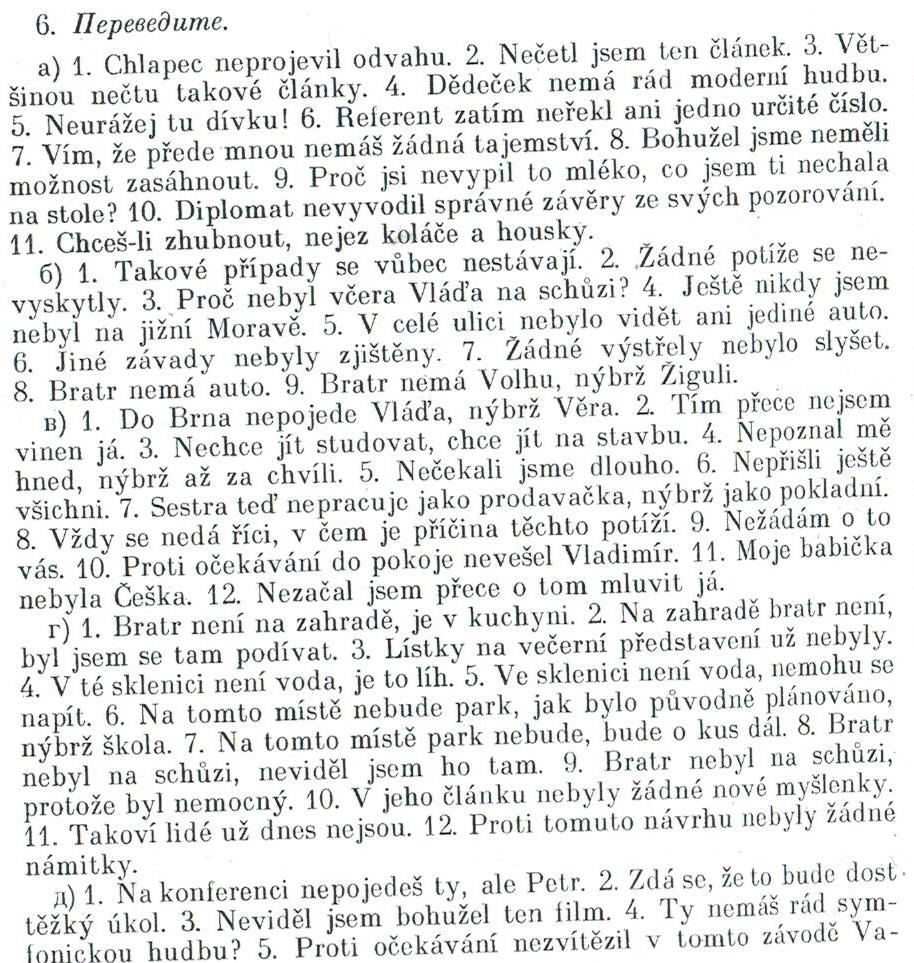 6. Переведите.
а) 1. Chlapec neprojevil odvahu. 2. Nečetl jsem ten článek. 3. Vět-
šinou nečtu takové články. 4. Dědeček nemá rád moderní hudbu.
5. Neurážej tu dívku! 6. Referent zatím neřekl ani jedno určité číslo.
7. Vím, že přede mnou nemáš žádná tajemství. 8. Bohužel jsme neměli
možnost zasáhnout. 9. Proč jsi nevypil to mléko, co jsem ti nechala
na stole? 10. Diplomat nevyvodil správné závěry ze svých pozorování.
11. Chceš-li zhubnout, nejez koláče a housky.
б) 1. Takové případy se vůbec nestávají. 2. Žádné potíže se ne-
vyskytly. 3. Proč nebyl včera Vláďa na schůzi? 4. Ještě nikdy jsem
nebyl na jižní Moravě. 5. V celé ulici nebylo vidět ani jediné auto.
6. Jiné závady nebyly zjištěny. 7. Žádné výstřely nebylo slyšet.
8. Bratr nemá auto. 9. Bratr nemá Volhu, nýbrž Žiguli.
в) 1. Do Brna nepojede Vláďa, nýbrž Věra. 2. Tím přece nejsem
vinen já. 3. Nechce jít studovat, chce jít na stavbu. 4. Nepoznal mě
hned, nýbrž až za chvíli. 5. Nečekali jsme dlouho. 6. Nepřišli ještě
všichni. 7. Sestra teď nepracuje jako prodavačka, nýbrž jako pokladní.
8. Vždy se nedá říci, v čem je příčina těchto potíží. 9. Nežádám o to
vás. 10. Proti očekávání do pokoje nevešel Vladimír. 11. Moje babička
nebyla Češka. 12. Nezačal jsem přece o tom mluvit já.
г) 1. Bratr není na zahradě, je v kuchyni. 2. Na zahradě bratr není,
byl jsem se tam podívat. 3. Lístky na večerní představení už nebyly.
4. V té sklenici není voda, je to líh. 5. Ve sklenici není voda, nemohu se
napít. 6. Na tomto místě nebude park, jak bylo původně plánováno,
nýbrž škola. 7. Na tomto místě park nebude, bude o kus dál. 8. Bratr
nebyl na schůzi, neviděl jsem ho tam. 9. Bratr nebyl na schůzi,
protože byl nemocný. 10. V jeho článku nebyly žádné nové myšlenky.
11. Takoví lidé už dnes nejsou. 12. Proti tomuto návrhu nebyly žádné
námitky.
д) 1. Na konferenci nepojedeš ty, ale Petr. 2. Zdá se, že to bude dost
těžký úkol. 3. Neviděl jsem bohužel ten film. 4. Ty nemáš rád sym-
fonickou hudbu? 5. Proti očekávání nezvítězil v tomto závodě Va-